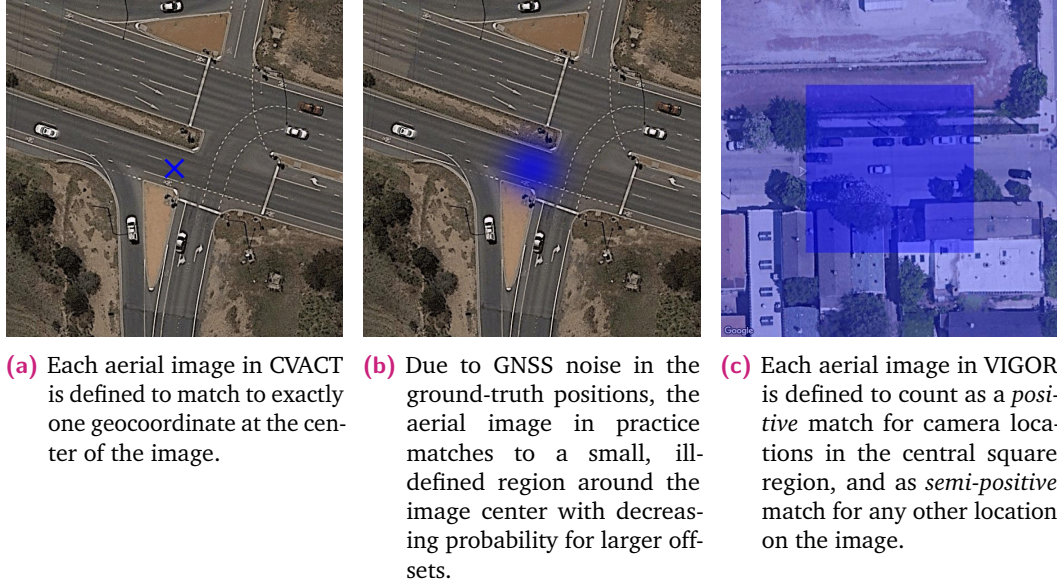 Google
(a) Each aerial image in CVACT
is defined to match to exactly
one geocoordinate at the cen-
ter of the image.
(b) Due to GNSS noise in the
ground-truth positions, the
aerial image in practice
matches to a small, ill-
defined region around the
image center with decreas-
ing probability for larger off-
sets.
(c) Each aerial image in VIGOR
is defined to count as a posi-
tive match for camera loca-
tions in the central square
region, and as semi-positive
match for any other location
on the image.